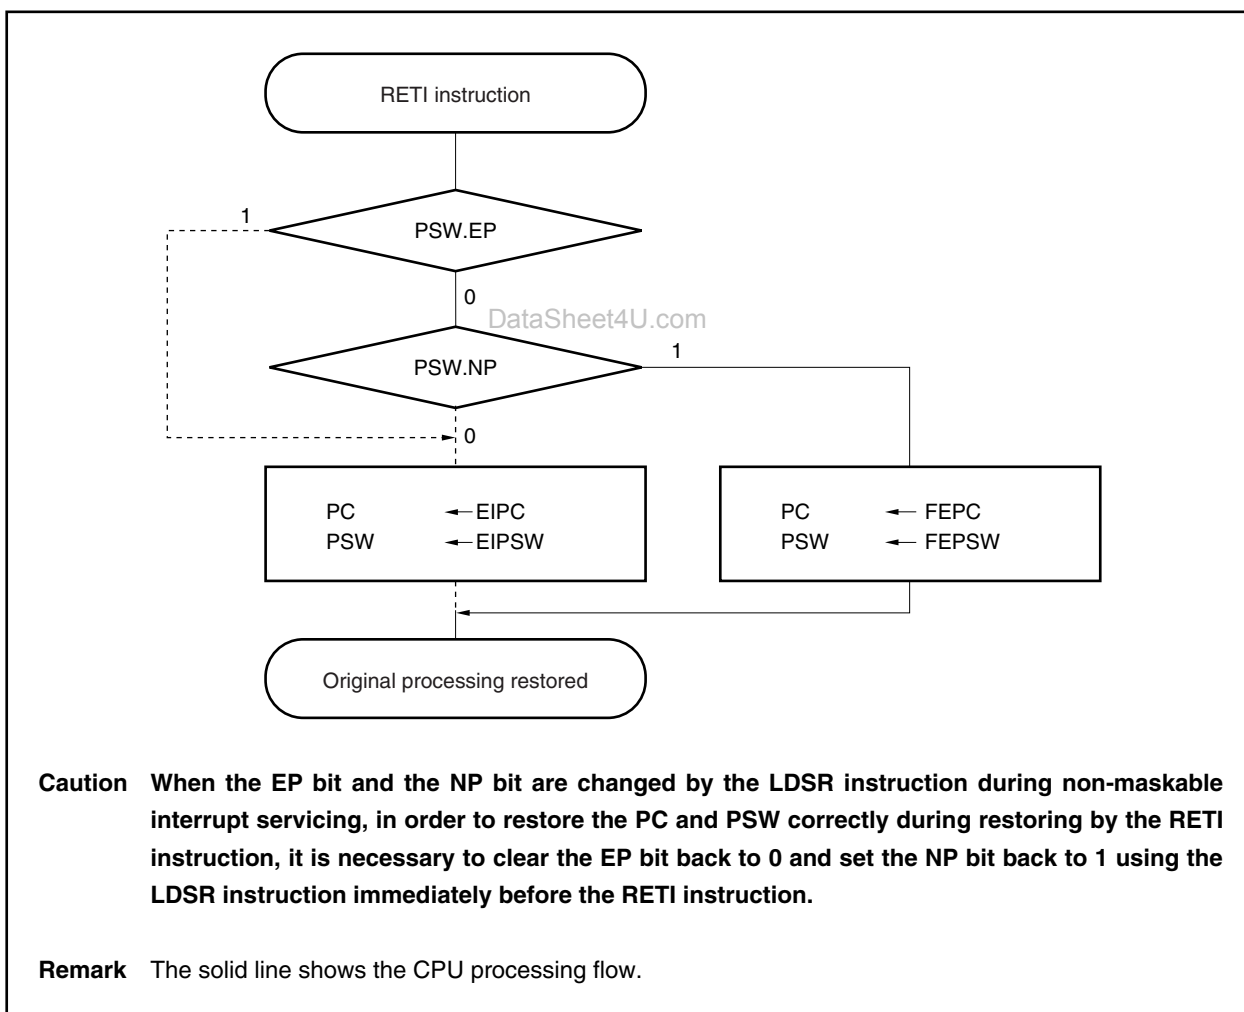 RETI instruction
1
PSW.EP
0
DataSheet4U.com
PSW.NP
1
0
PC ← EIPC
PSW ← EIPSW
PC ← FEPC
PSW ← FEPSW
Original processing restored
Caution When the EP bit and the NP bit are changed by the LDSR instruction during non-maskable
interrupt servicing, in order to restore the PC and PSW correctly during restoring by the RETI
instruction, it is necessary to clear the EP bit back to 0 and set the NP bit back to 1 using the
LDSR instruction immediately before the RETI instruction.
Remark The solid line shows the CPU processing flow.